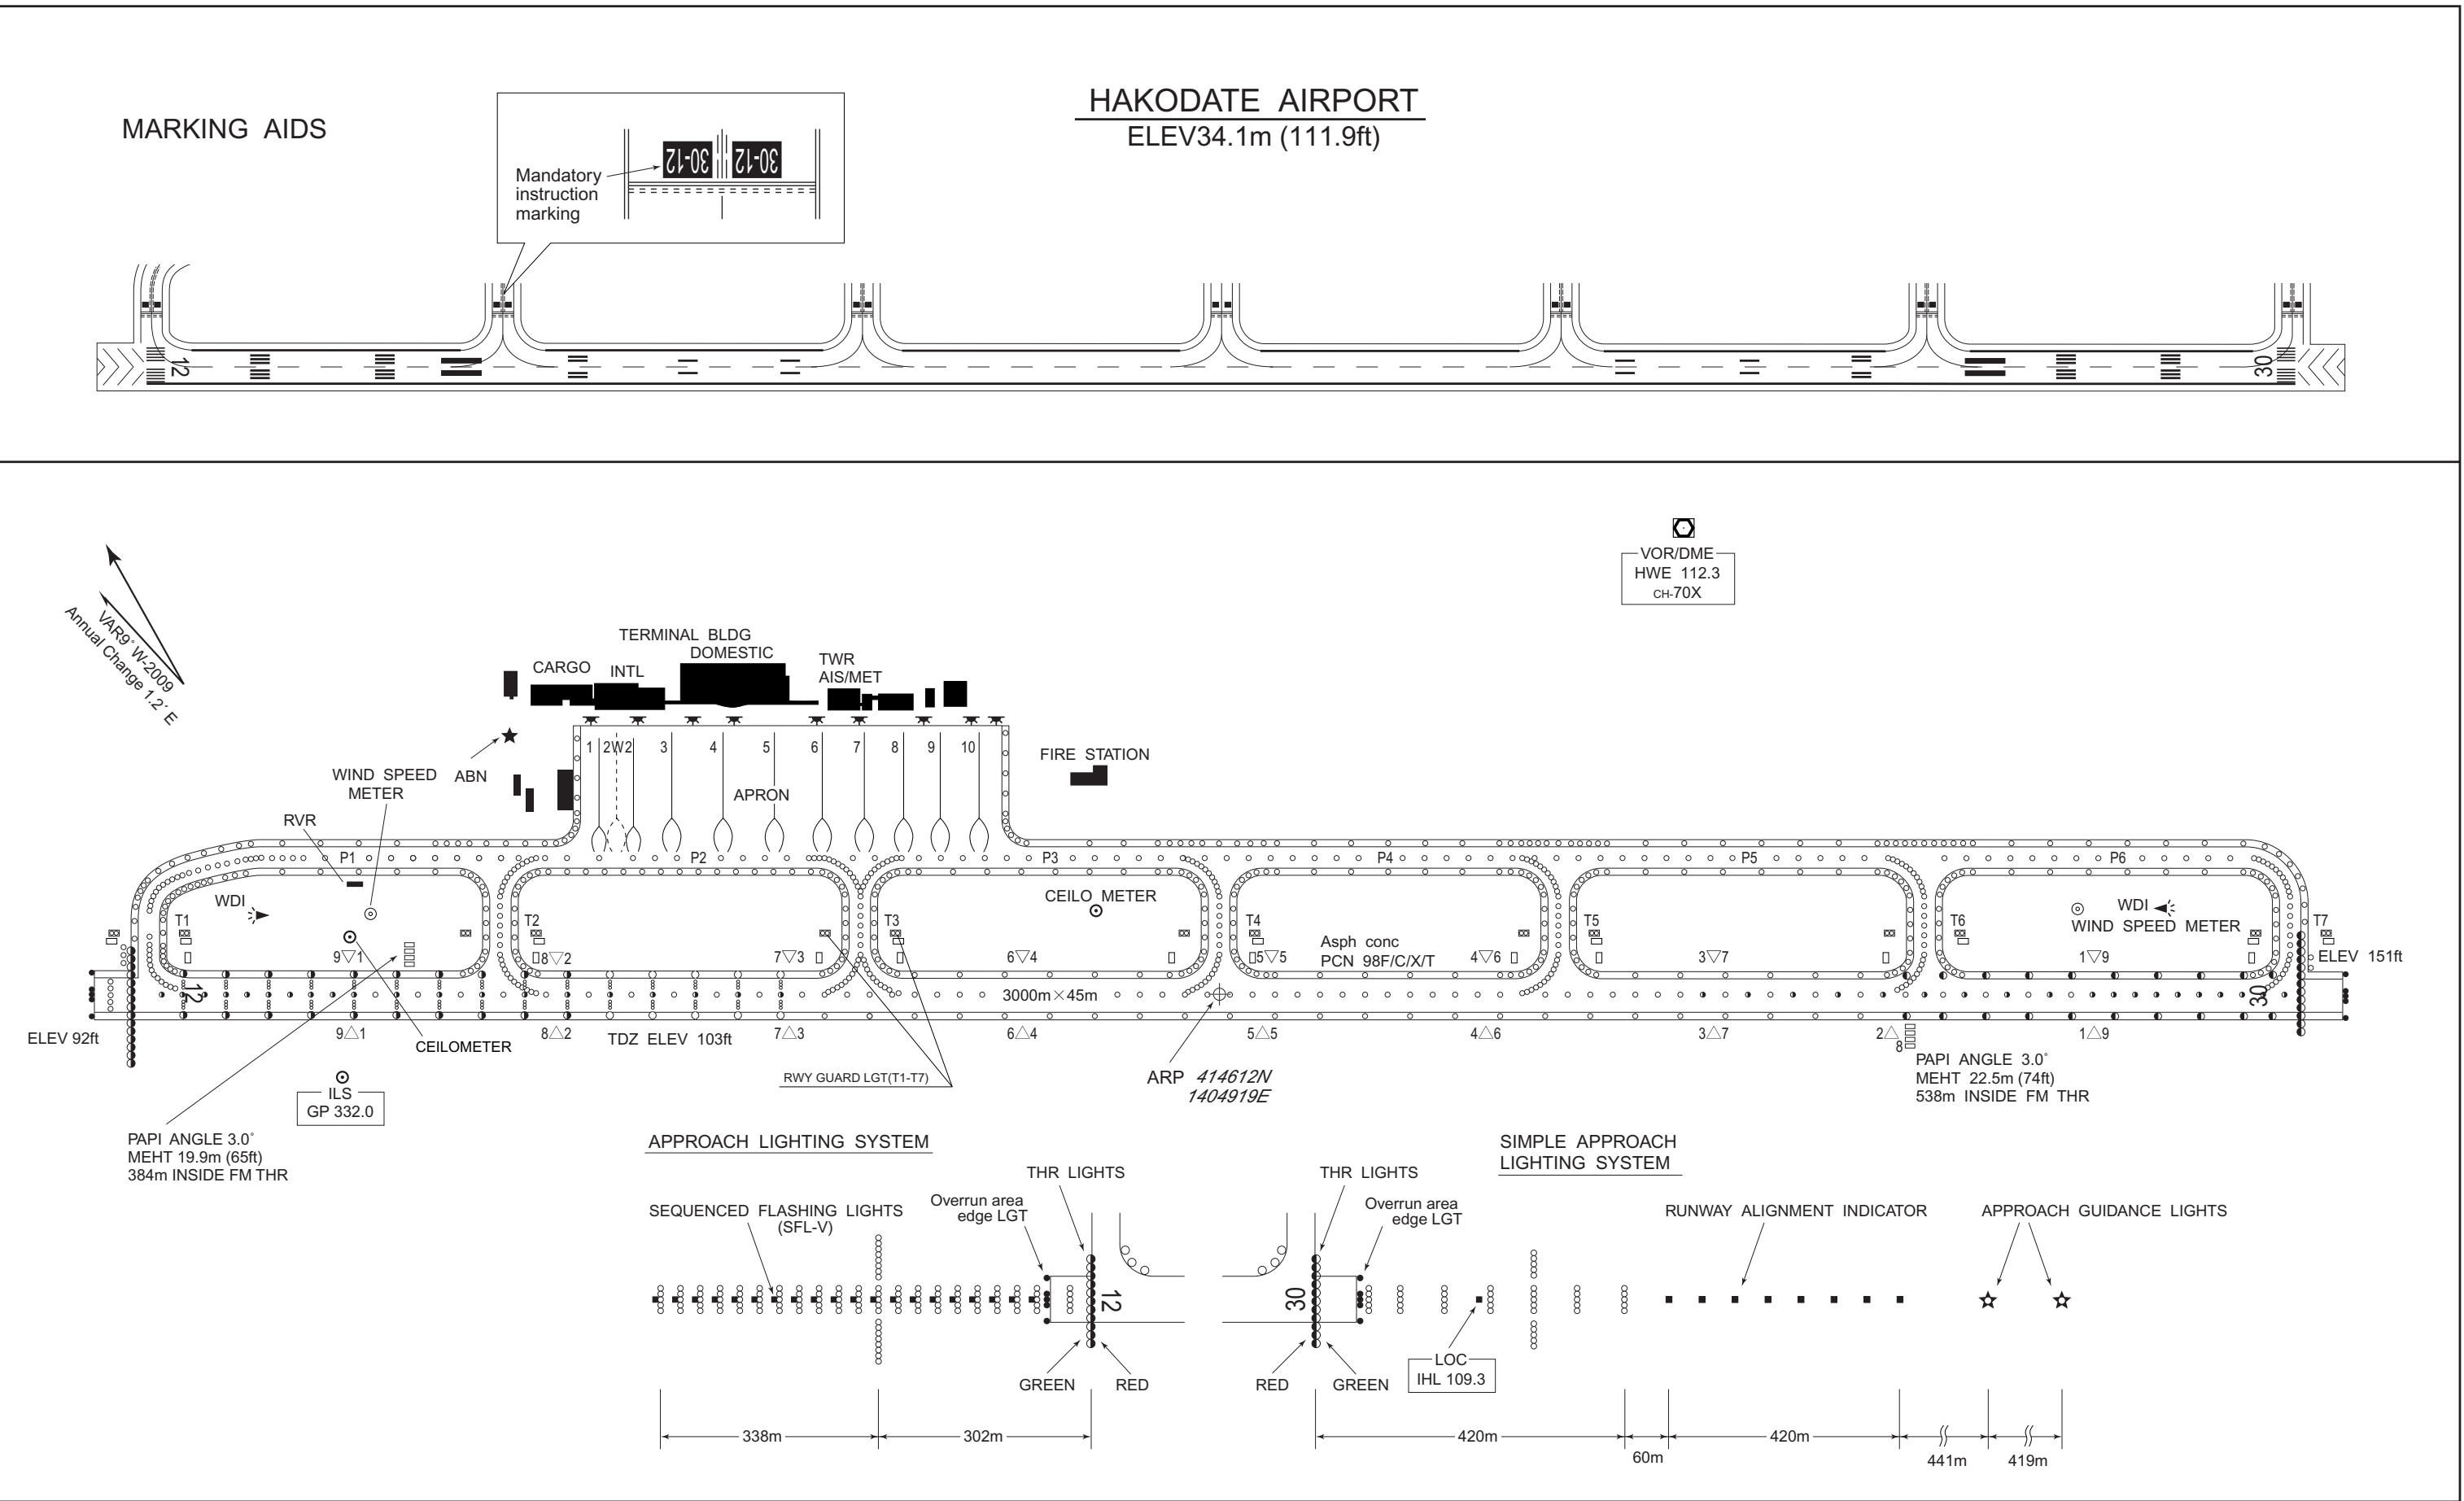 HAKODATE AIRPORT
ELEV34.1m (111.9ft)
MARKING AIDS
30-12
30-12
Mandatory
instruction
marking
12
30
VOR/DME
HWE 112.3
CH-70X
VAR9° W-2009
Annual Change 1.2´ E
TERMINAL BLDG
DOMESTIC
CARGO
INTL
TWR
AIS/MET
1
2W2
3
4
5
6
7
8
9
10
APRON
FIRE STATION
WIND SPEED
METER
ABN
RVR
P1
P2
P3
P4
P5
P6
WDI
CEILO METER
WDI
WIND SPEED METER
T1
T2
T3
T4
T5
T6
T7
Asph conc
PCN 98F/C/X/T
9▽1
8▽2
7▽3
6▽4
5▽5
4▽6
3▽7
1▽9
ELEV 151ft
12
3000m×45m
30
ELEV 92ft
9△1
8△2
7△3
6△4
5△5
4△6
3△7
2△
8
1△9
CEILOMETER
TDZ ELEV 103ft
RWY GUARD LGT(T1-T7)
ARP 414612N
1404919E
PAPI ANGLE 3.0°
MEHT 22.5m (74ft)
538m INSIDE FM THR
ILS
GP 332.0
PAPI ANGLE 3.0°
MEHT 19.9m (65ft)
384m INSIDE FM THR
APPROACH LIGHTING SYSTEM
SIMPLE APPROACH
LIGHTING SYSTEM
THR LIGHTS
THR LIGHTS
SEQUENCED FLASHING LIGHTS
(SFL-V)
Overrun area
edge LGT
Overrun area
edge LGT
RUNWAY ALIGNMENT INDICATOR
APPROACH GUIDANCE LIGHTS
12
30
LOC
IHL 109.3
GREEN
RED
RED
GREEN
338m
302m
420m
60m
420m
441m
419m